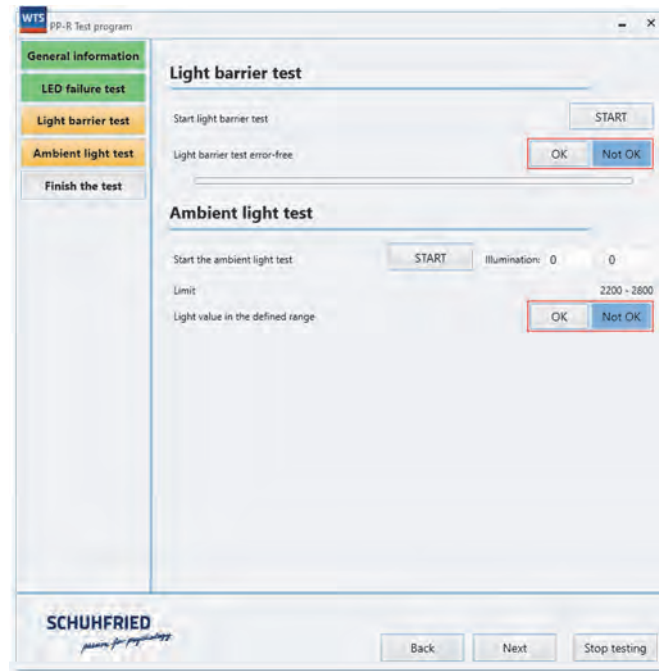 WTS PP-R Test program
General information
LED failure test
Light barrier test
Ambient light test
Finish the test
Light barrier test
Start light barrier test START
Light barrier test error-free OK Not OK
Ambient light test
Start the ambient light test START Illumination: 0 0
Limit 2200 - 2800
Light value in the defined range OK Not OK
SCHUHFRIED
passion for psychology
Back Next Stop testing